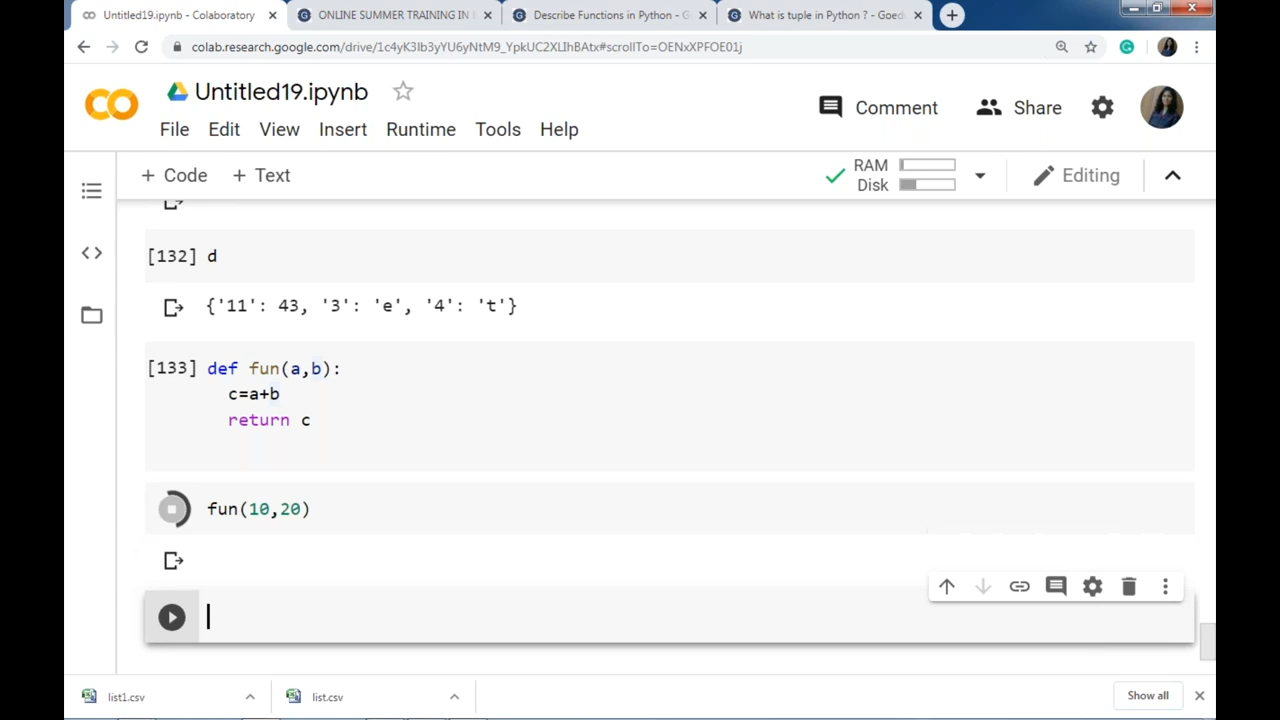 Untitled19.ipynb - Colaboratory
ONLINE SUMMER TRAINING IN
Describe Functions in Python - G
What is tuple in Python ? - Goed
colab.research.google.com/drive/1c4yK3Ib3yYU6yNtM9_YpkUC2XLIhBAtx#scrollTo=OENxXPFOE01j
CO Untitled19.ipynb
Comment Share
File Edit View Insert Runtime Tools Help
+ Code + Text
RAM
Disk
Editing
[132] d
{'11': 43, '3': 'e', '4': 't'}
[133] def fun(a,b):
c=a+b
return c
fun(10,20)
list1.csv list.csv Show all